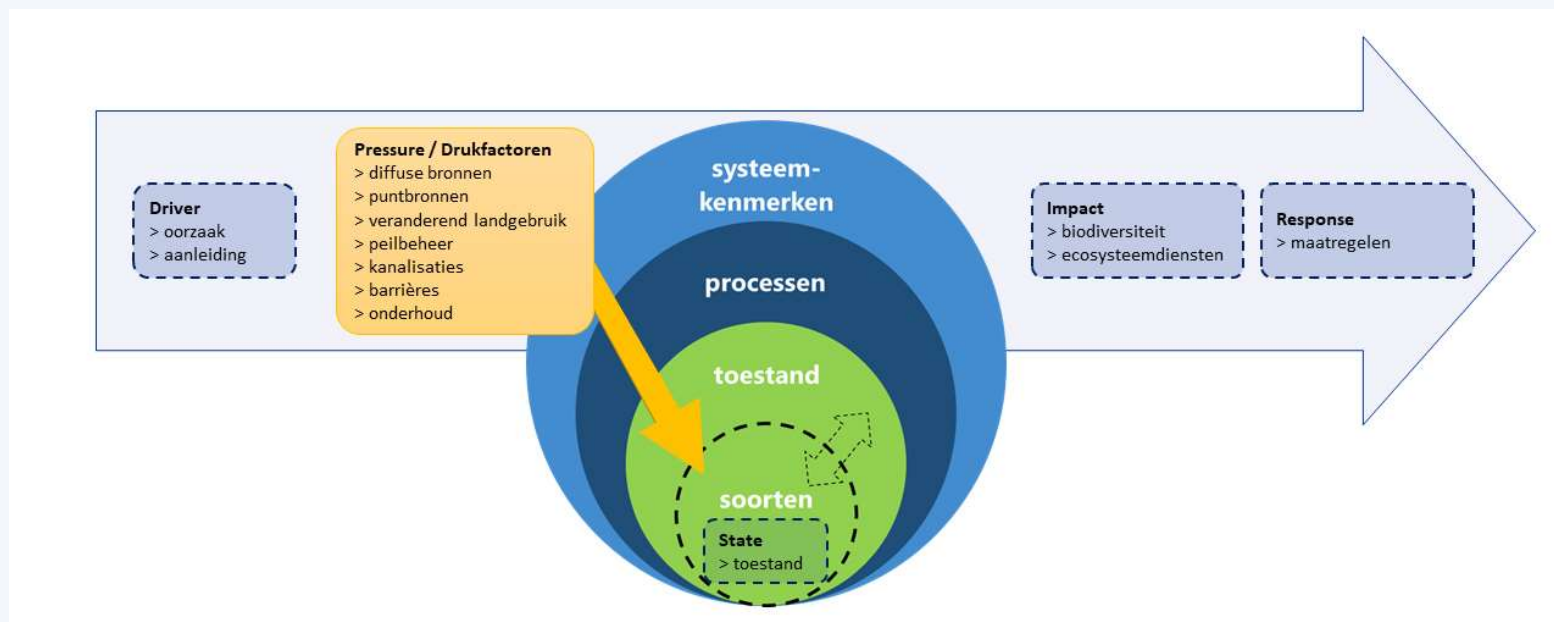 Driver
> oorzaak
> aanleiding
Pressure / Drukfactoren
> diffuse bronnen
> puntbronnen
> veranderend landgebruik
> peilbeheer
> kanalisaties
> barrières
> onderhoud
systeem-
kenmerken
processen
toestand
soorten
State
> toestand
Impact
> biodiversiteit
> ecosysteemdiensten
Response
> maatregelen